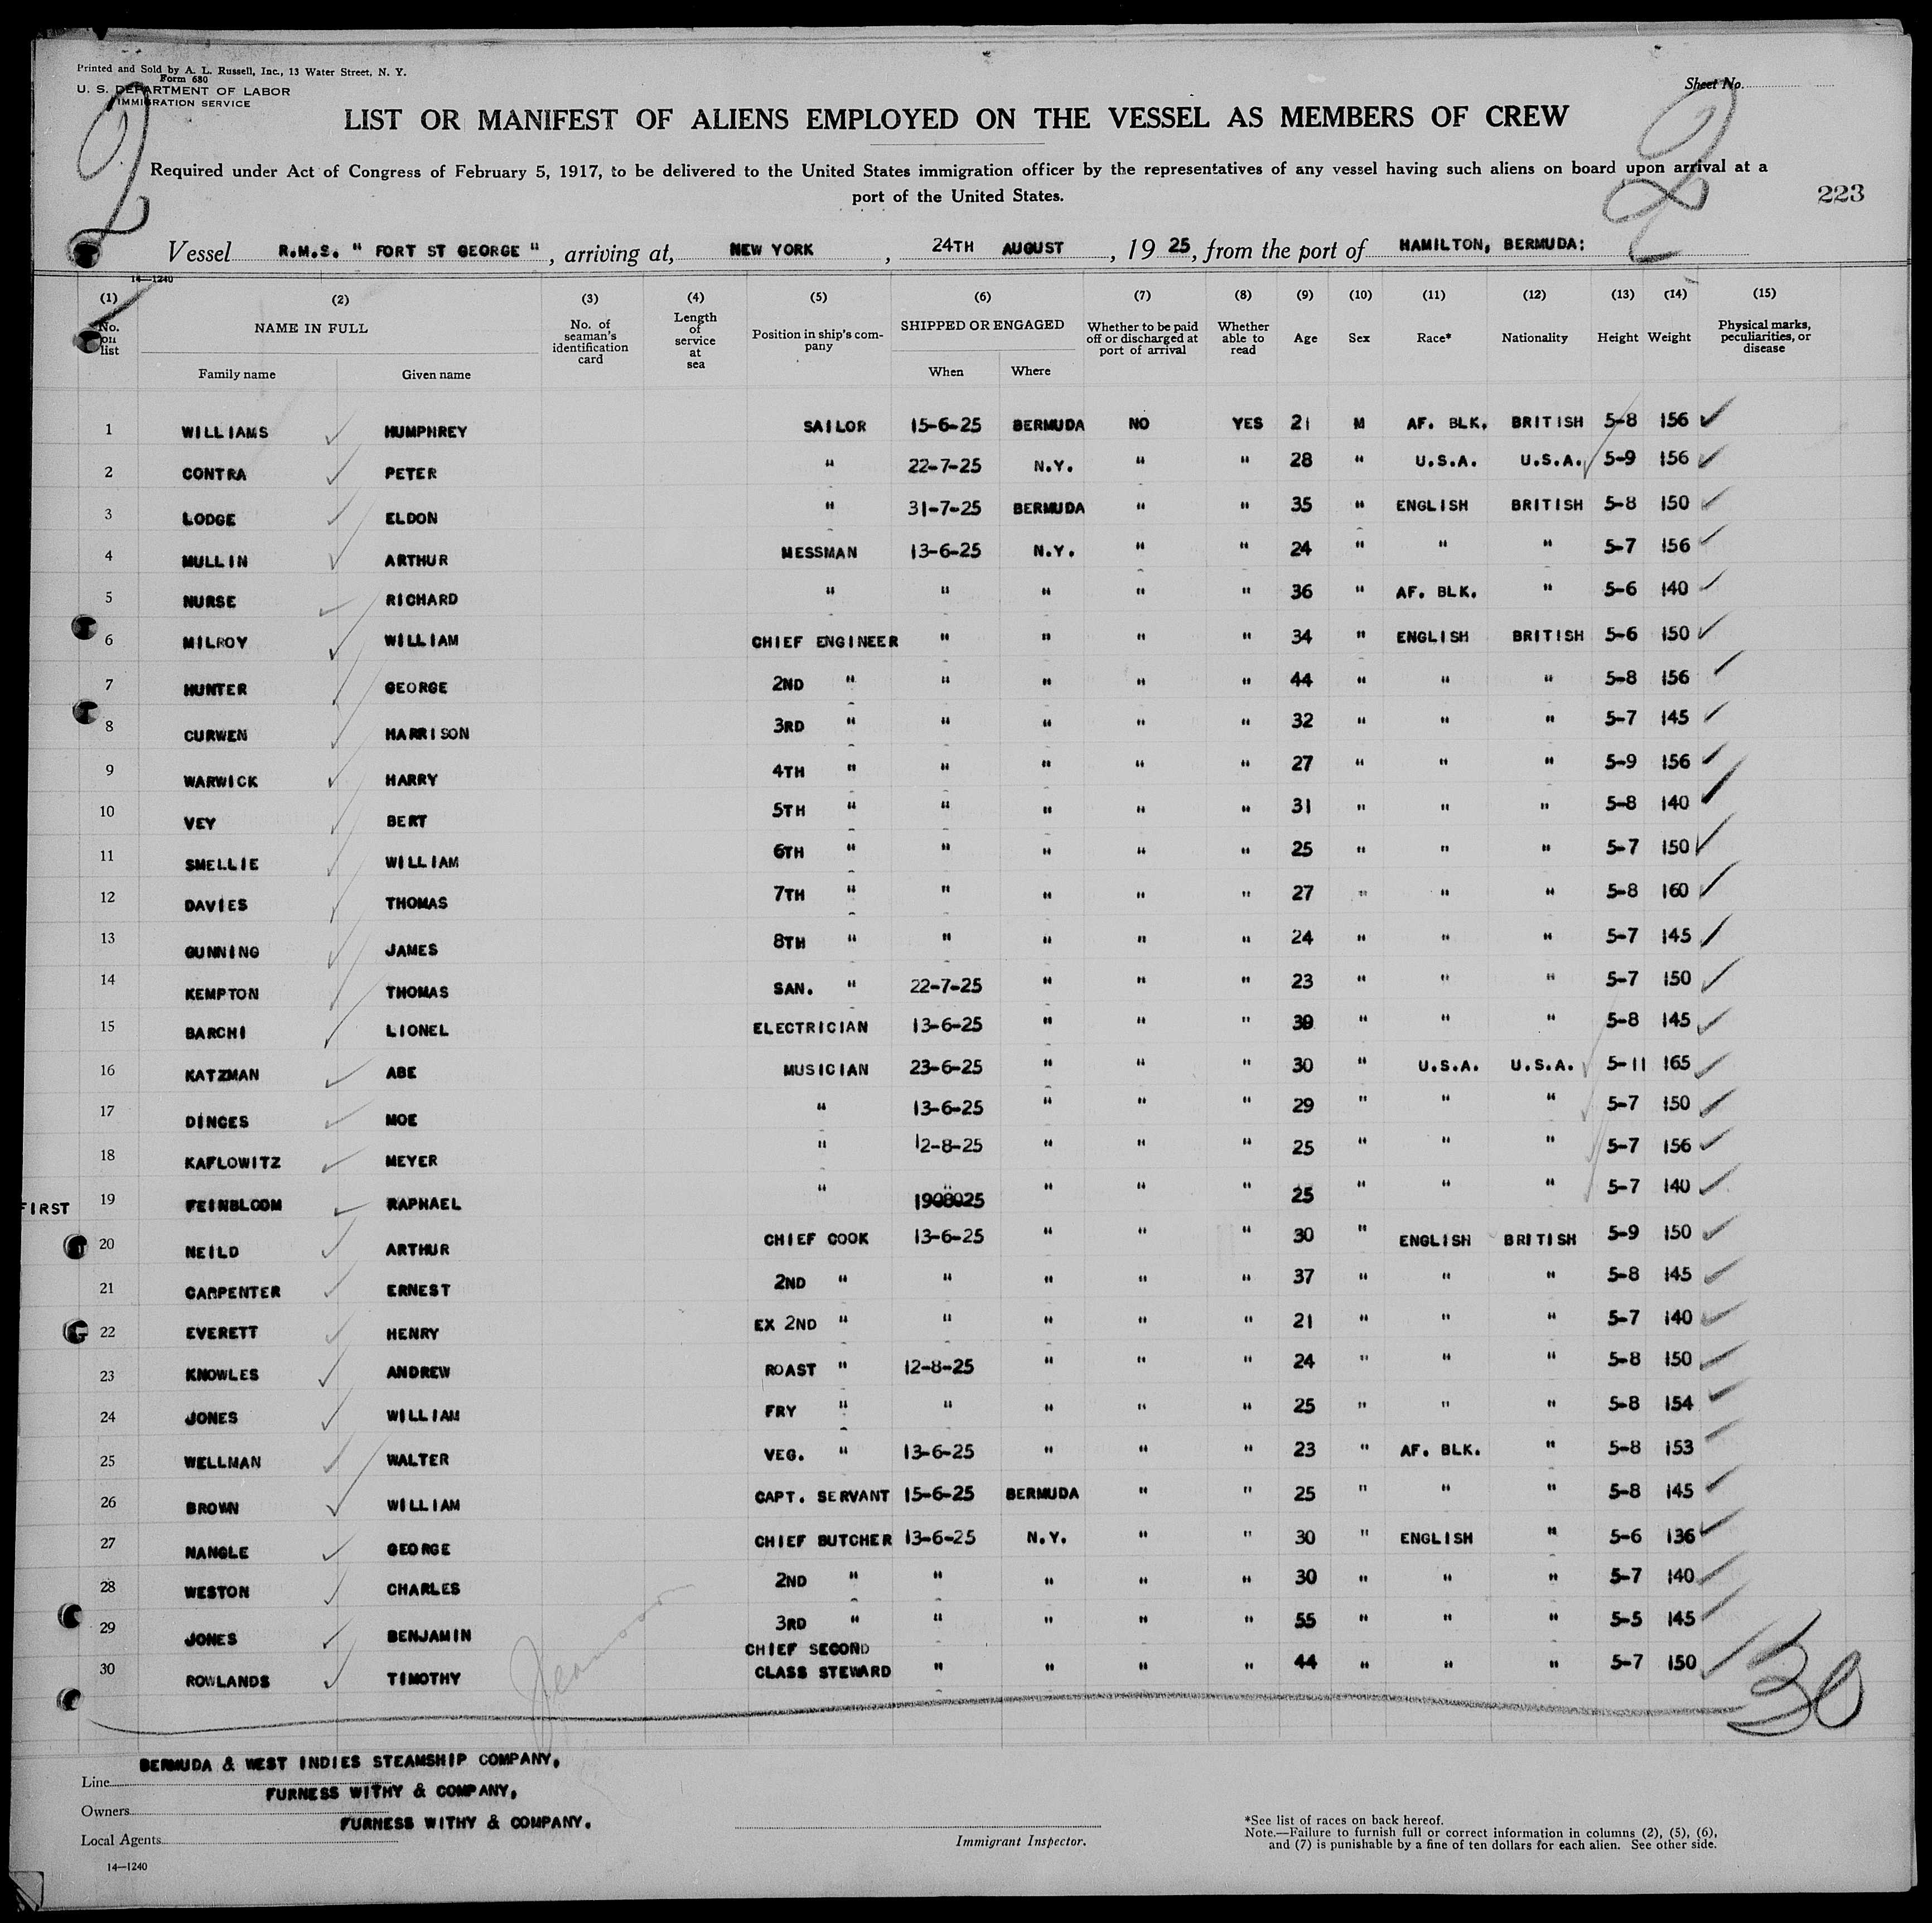 Printed and Sold by A. L. Russell, Inc., 13 Water Street, N. Y.
Form 680
U. S. DEPARTMENT OF LABOR
IMMIGRATION SERVICE
Sheet No.
2 2
LIST OR MANIFEST OF ALIENS EMPLOYED ON THE VESSEL AS MEMBERS OF CREW
Required under Act of Congress of February 5, 1917, to be delivered to the United States immigration officer by the representatives of any vessel having such aliens on board upon arrival at a
port of the United States.
223
Vessel R.M.S. " FORT ST GEORGE ", arriving at, NEW YORK, 24TH AUGUST, 19 25, from the port of HAMILTON, BERMUDA:
14—1240
(1) (2) (3) (4) (5) (6) (7) (8) (9) (10) (11) (12) (13) (14) (15)
No. on list NAME IN FULL Family name Given name No. of seaman's identification card Length of service at sea Position in ship's company SHIPPED OR ENGAGED When Where Whether to be paid off or discharged at port of arrival Whether able to read Age Sex Race* Nationality Height Weight Physical marks, peculiarities, or disease
1 WILLIAMS HUMPHREY SAILOR 15-6-25 BERMUDA NO YES 21 M AF. BLK. BRITISH 5-8 156
2 CONTRA PETER " 22-7-25 N.Y. " " 28 " U.S.A. U.S.A. 5-9 156
3 LODGE ELDON " 31-7-25 BERMUDA " " 35 " ENGLISH BRITISH 5-8 150
4 MULLIN ARTHUR MESSMAN 13-6-25 N.Y. " " 24 " " " 5-7 156
5 NURSE RICHARD " " " " " 36 " AF. BLK. " 5-6 140
6 MILROY WILLIAM CHIEF ENGINEER " " " " 34 " ENGLISH BRITISH 5-6 150
7 HUNTER GEORGE 2ND " " " " " 44 " " " 5-8 156
8 CURWEN HARRISON 3RD " " " " " 32 " " " 5-7 145
9 WARWICK HARRY 4TH " " " " " 27 " " " 5-9 156
10 VEY BERT 5TH " " " " " 31 " " " 5-8 140
11 SMELLIE WILLIAM 6TH " " " " " 25 " " " 5-7 150
12 DAVIES THOMAS 7TH " " " " " 27 " " " 5-8 160
13 GUNNING JAMES 8TH " " " " " 24 " " " 5-7 145
14 KEMPTON THOMAS SAN. " 22-7-25 " " " 23 " " " 5-7 150
15 BARCHI LIONEL ELECTRICIAN 13-6-25 " " " 39 " " " 5-8 145
16 KATZMAN ABE MUSICIAN 23-6-25 " " " 30 " U.S.A. U.S.A. 5-11 165
17 DINCES MOE " 13-6-25 " " " 29 " " " 5-7 150
18 KAFLOWITZ MEYER " 12-8-25 " " " 25 " " " 5-7 156
FIRST 19 FEINBLOOM RAPHAEL " 1908025 " " " 25 " " " 5-7 140
20 NEILD ARTHUR CHIEF COOK 13-6-25 " " " 30 " ENGLISH BRITISH 5-9 150
21 CARPENTER ERNEST 2ND " " " " " 37 " " " 5-8 145
22 EVERETT HENRY EX 2ND " " " " " 21 " " " 5-7 140
23 KNOWLES ANDREW ROAST " 12-8-25 " " " 24 " " " 5-8 150
24 JONES WILLIAM FRY " " " " " 25 " " " 5-8 154
25 WELLMAN WALTER VEG. " 13-6-25 " " " 23 " AF. BLK. " 5-8 153
26 BROWN WILLIAM CAPT. SERVANT 15-6-25 BERMUDA " " 25 " " " 5-8 145
27 NANGLE GEORGE CHIEF BUTCHER 13-6-25 N.Y. " " 30 " ENGLISH " 5-6 136
28 WESTON CHARLES 2ND " " " " " 30 " " " 5-7 140
29 JONES BENJAMIN 3RD " " " " " 55 " " " 5-5 145
30 ROWLANDS TIMOTHY CHIEF SECOND CLASS STEWARD " " " " 44 " " " 5-7 150
30
Line BERMUDA & WEST INDIES STEAMSHIP COMPANY,
Owners FURNESS WITHY & COMPANY,
Local Agents FURNESS WITHY & COMPANY.
Immigrant Inspector.
*See list of races on back hereof.
Note.—Failure to furnish full or correct information in columns (2), (5), (6),
and (7) is punishable by a fine of ten dollars for each alien. See other side.
14—1240